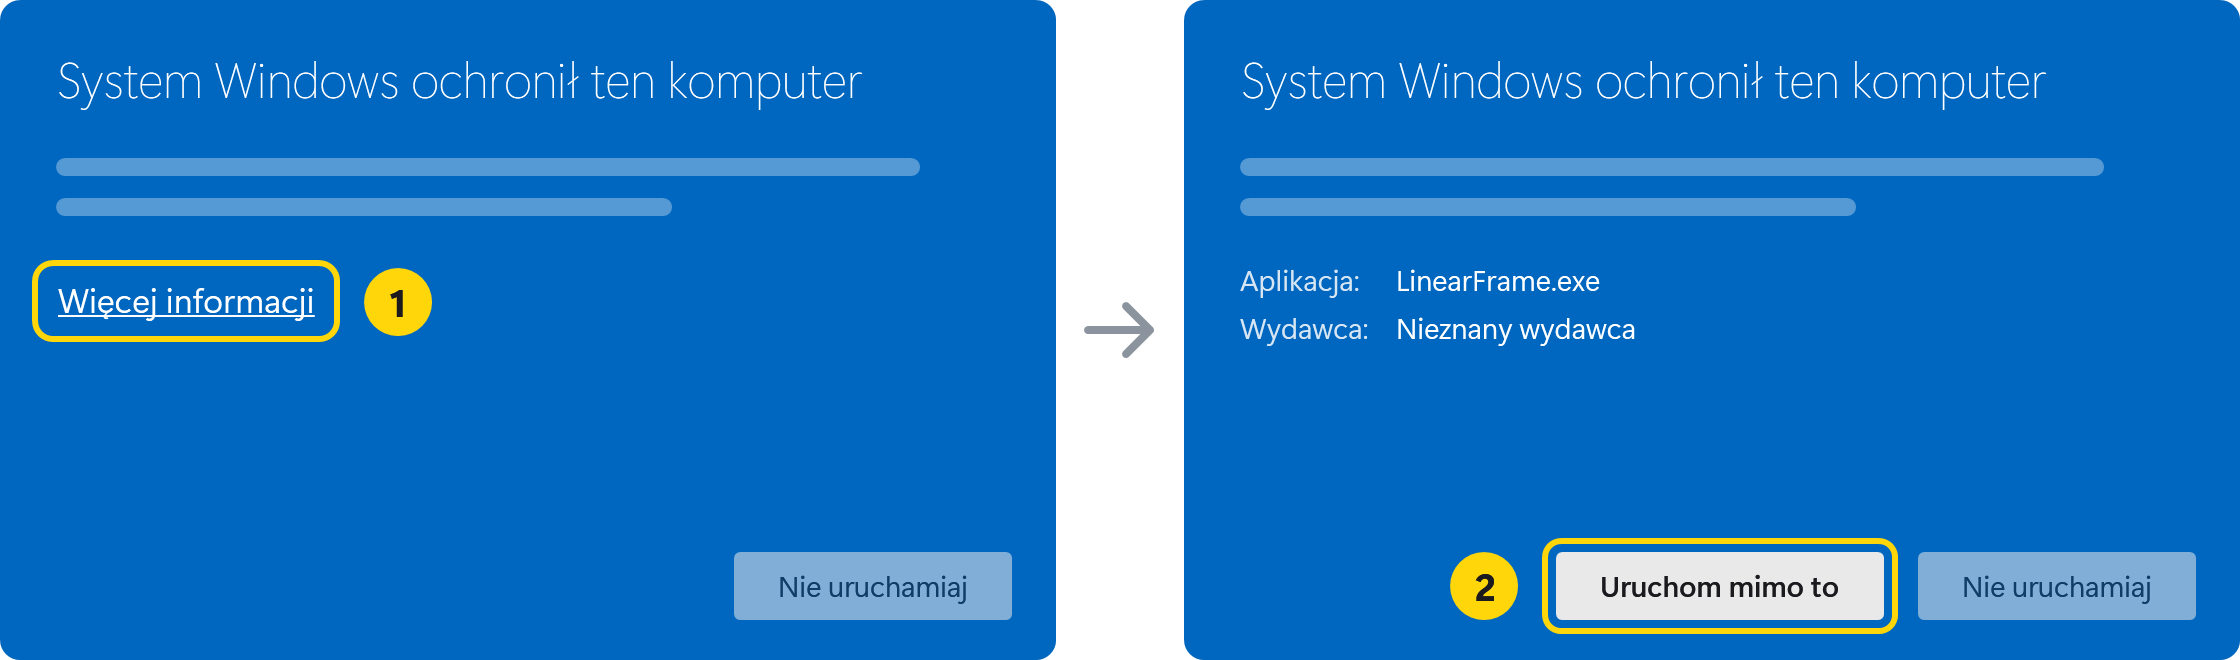 System Windows ochronił ten komputer
Więcej informacji
1
Nie uruchamiaj
System Windows ochronił ten komputer
Aplikacja: LinearFrame.exe
Wydawca: Nieznany wydawca
2
Uruchom mimo to
Nie uruchamiaj